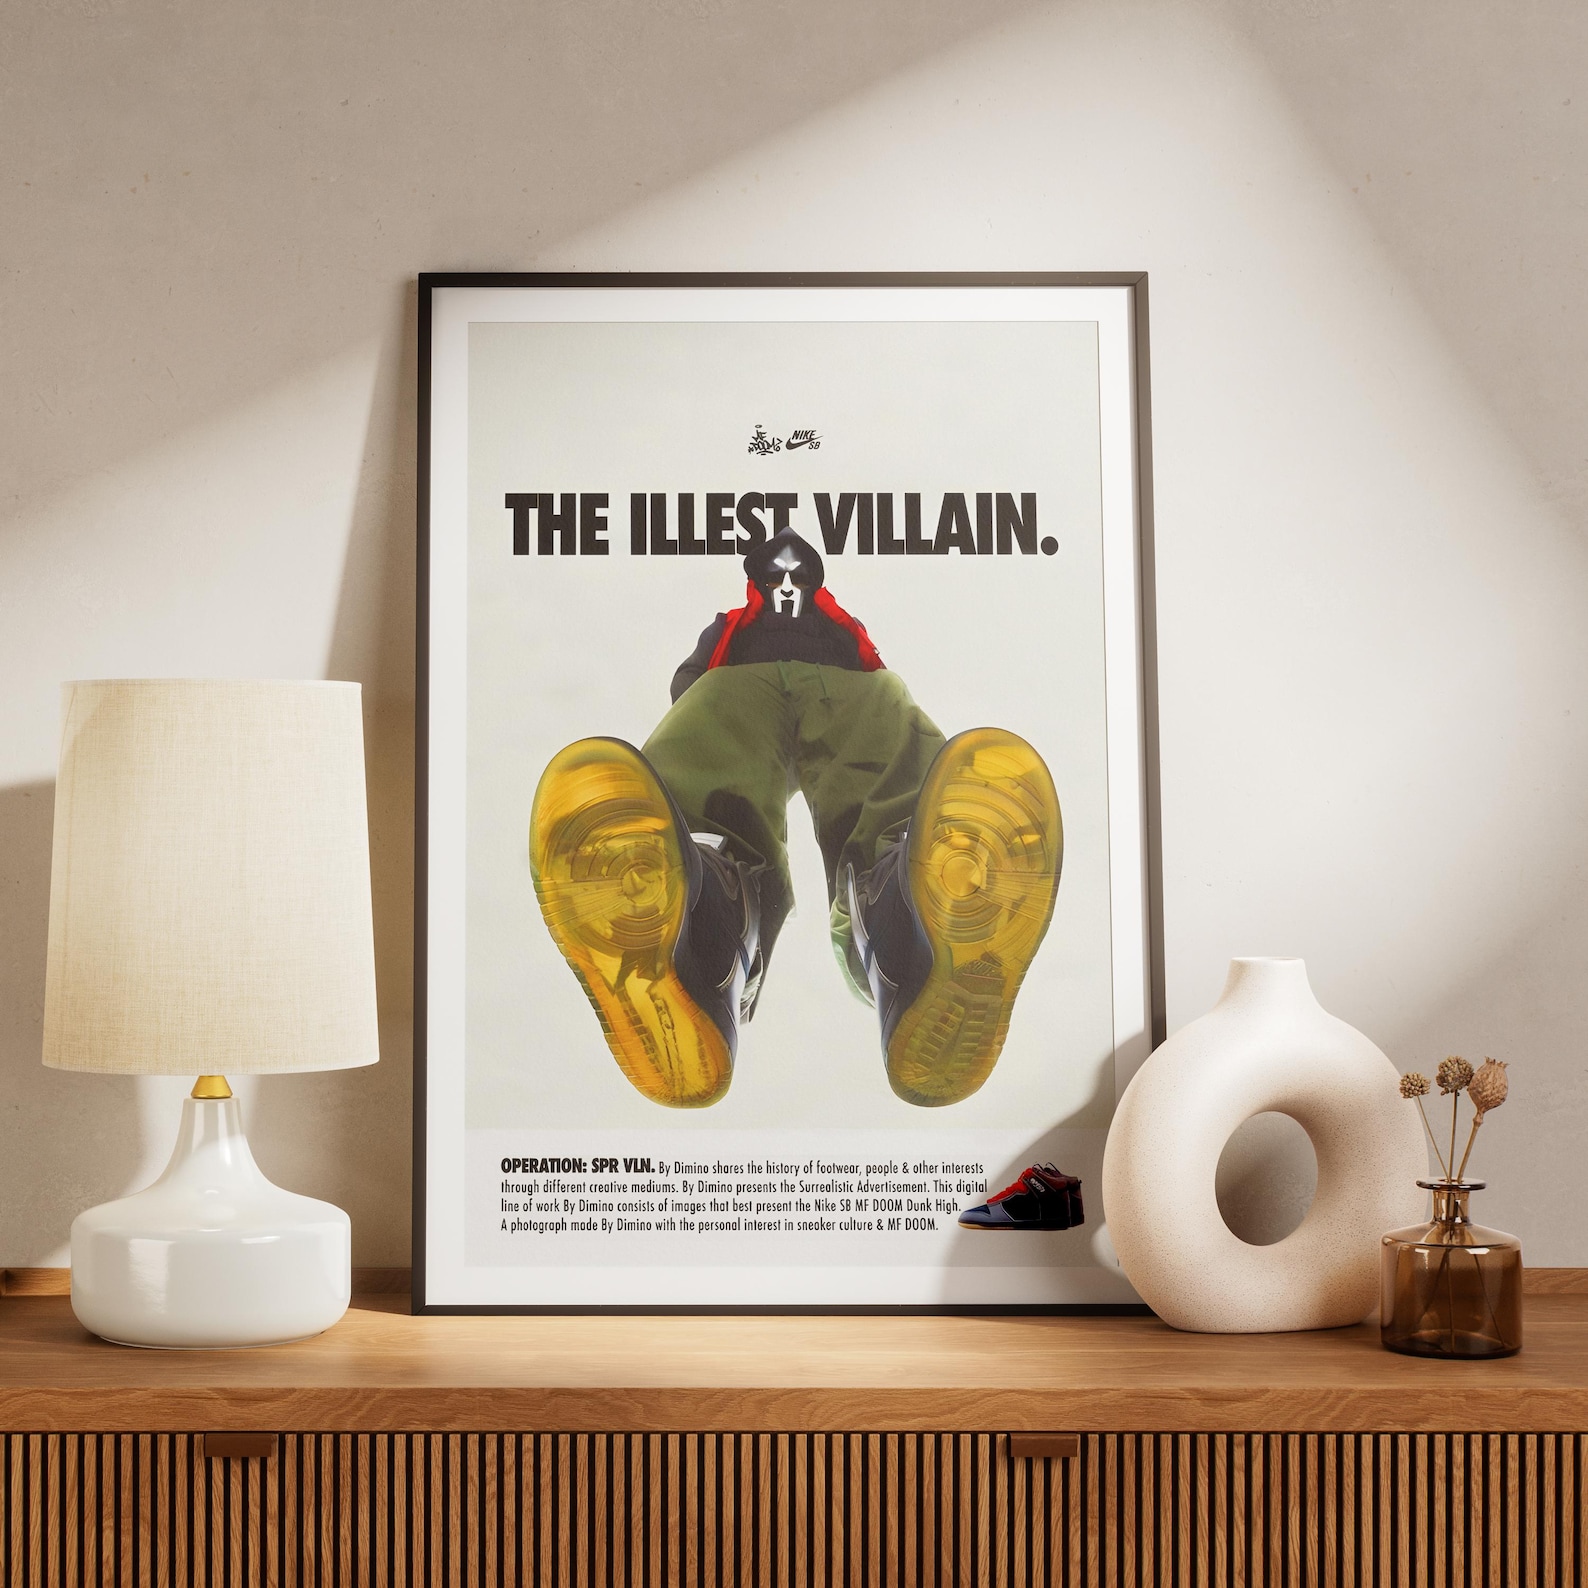 MF DOOM NIKE SB
THE ILLEST VILLAIN.
OPERATION: SPR VLN. By Dimino shares the history of footwear, people & other interests
through different creative mediums. By Dimino presents the Surrealistic Advertisement. This digital
line of work By Dimino consists of images that best present the Nike SB MF DOOM Dunk High.
A photograph made By Dimino with the personal interest in sneaker culture & MF DOOM.